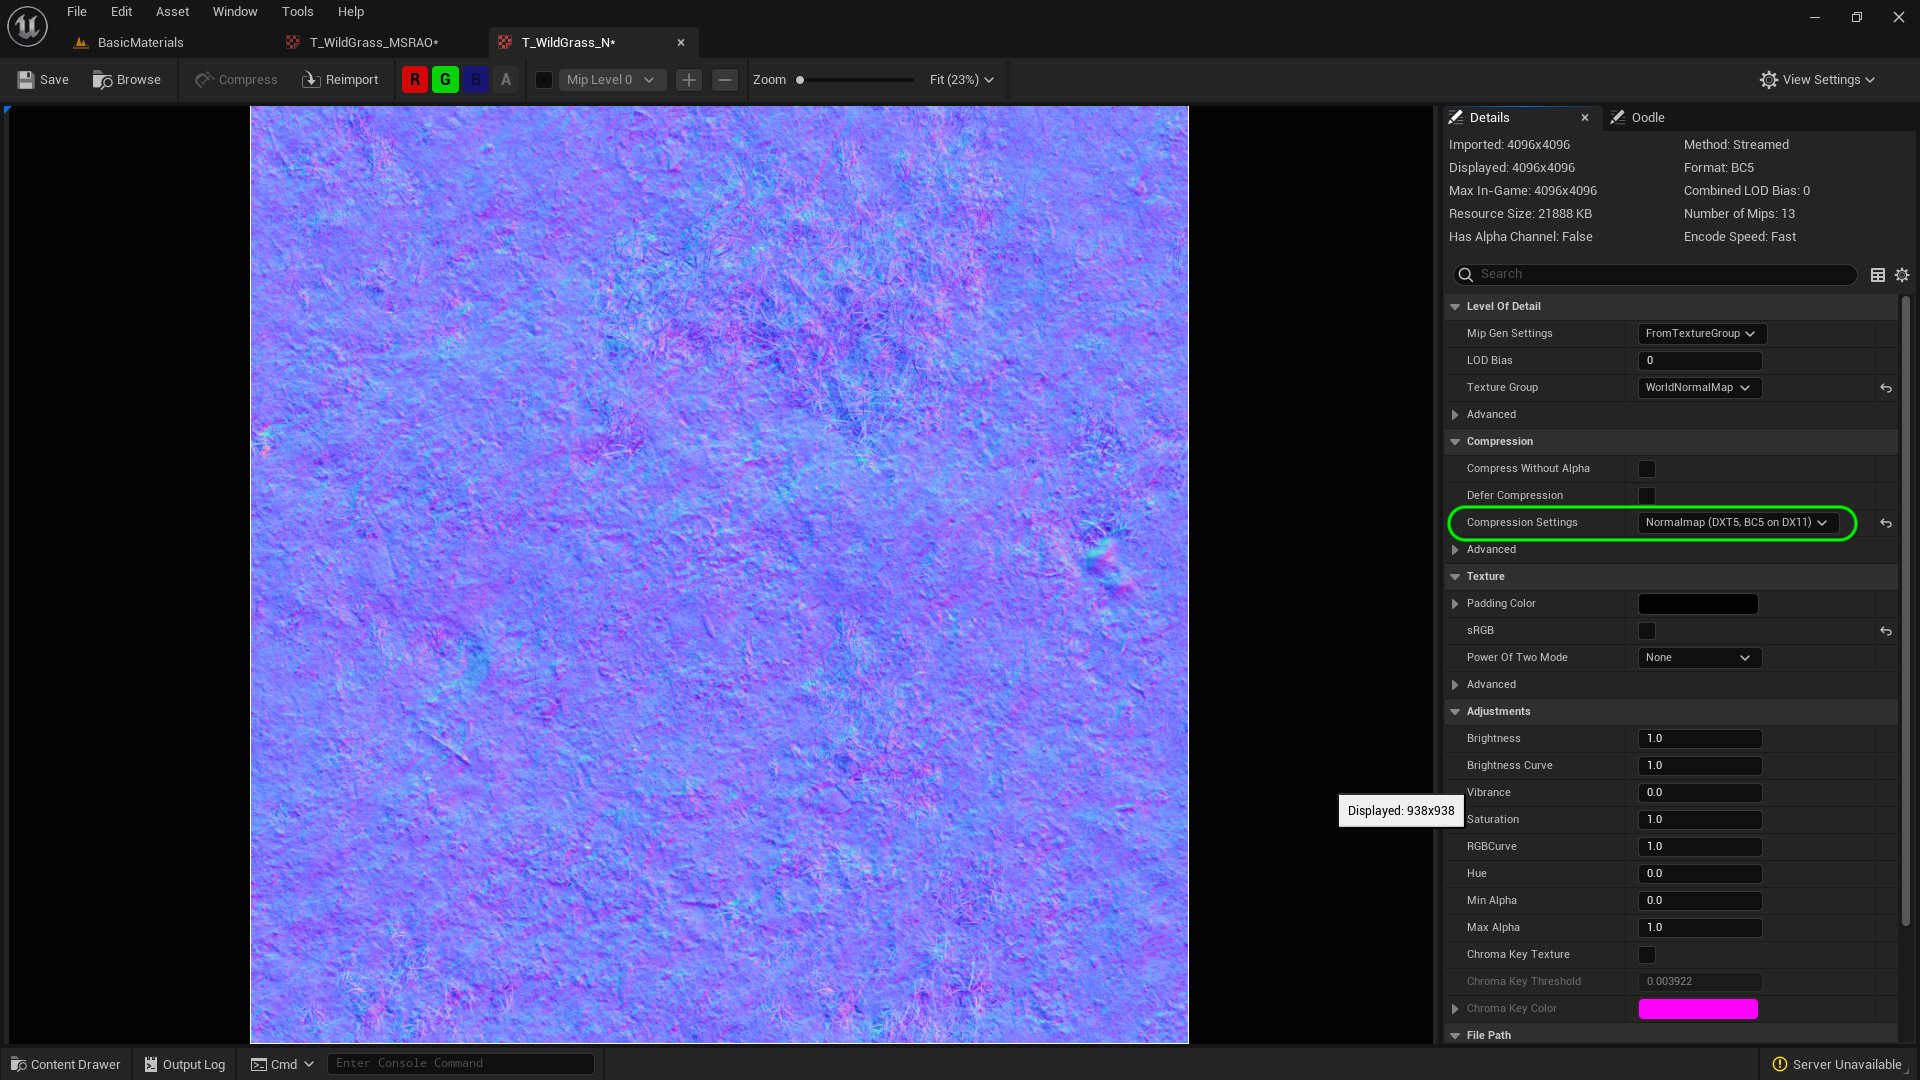 File Edit Asset Window Tools Help
BasicMaterials T_WildGrass_MSRAO* T_WildGrass_N*
Save Browse Compress Reimport R G B A Mip Level 0 Zoom Fit (23%) View Settings
Details Oodle
Imported: 4096x4096 Method: Streamed
Displayed: 4096x4096 Format: BC5
Max In-Game: 4096x4096 Combined LOD Bias: 0
Resource Size: 21888 KB Number of Mips: 13
Has Alpha Channel: False Encode Speed: Fast
Search
Level Of Detail
Mip Gen Settings FromTextureGroup
LOD Bias 0
Texture Group WorldNormalMap
Advanced
Compression
Compress Without Alpha
Defer Compression
Compression Settings Normalmap (DXT5, BC5 on DX11)
Advanced
Texture
Padding Color
sRGB
Power Of Two Mode None
Advanced
Adjustments
Brightness 1.0
Brightness Curve 1.0
Vibrance 0.0
Displayed: 938x938
Saturation 1.0
RGBCurve 1.0
Hue 0.0
Min Alpha 0.0
Max Alpha 1.0
Chroma Key Texture
Chroma Key Threshold 0.003922
Chroma Key Color
File Path
Content Drawer Output Log Cmd Enter Console Command Server Unavailable